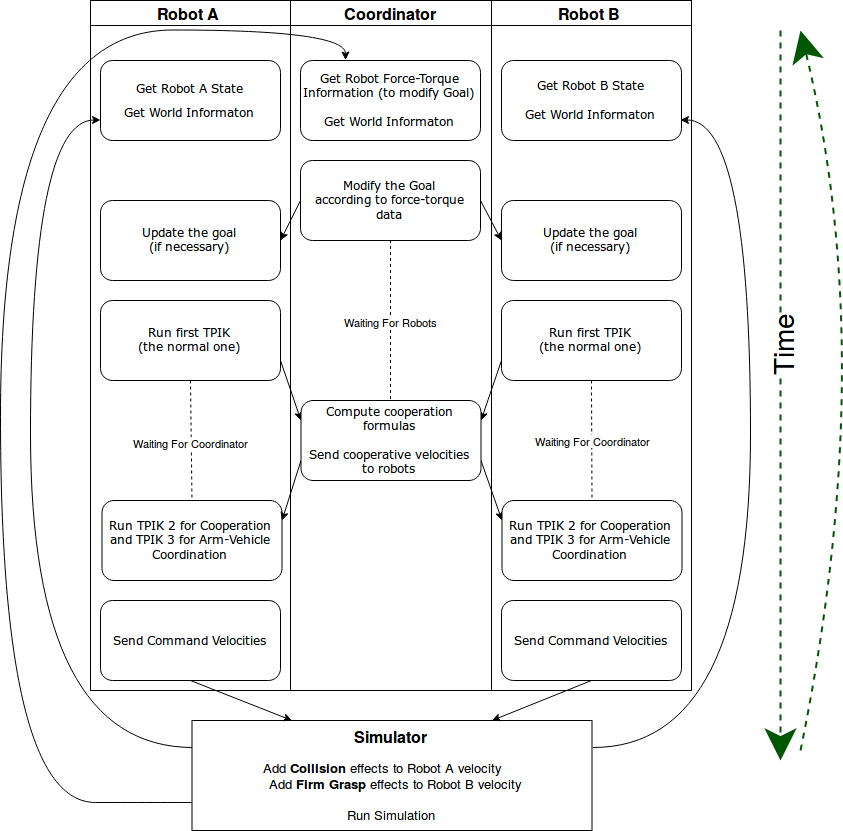 Robot A
Coordinator
Robot B
Get Robot A State
Get World Informaton
Get Robot Force-Torque
Information (to modify Goal)
Get World Informaton
Get Robot B State
Get World Informaton
Modify the Goal
according to force-torque
data
Update the goal
(if necessary)
Update the goal
(if necessary)
Waiting For Robots
Run first TPIK
(the normal one)
Run first TPIK
(the normal one)
Time
Compute cooperation
formulas
Send cooperative velocities
to robots
Waiting For Coordinator
Waiting For Coordinator
Run TPIK 2 for Cooperation
and TPIK 3 for Arm-Vehicle
Coordination
Run TPIK 2 for Cooperation
and TPIK 3 for Arm-Vehicle
Coordination
Send Command Velocities
Send Command Velocities
Simulator
Add Collision effects to Robot A velocity
Add Firm Grasp effects to Robot B velocity
Run Simulation